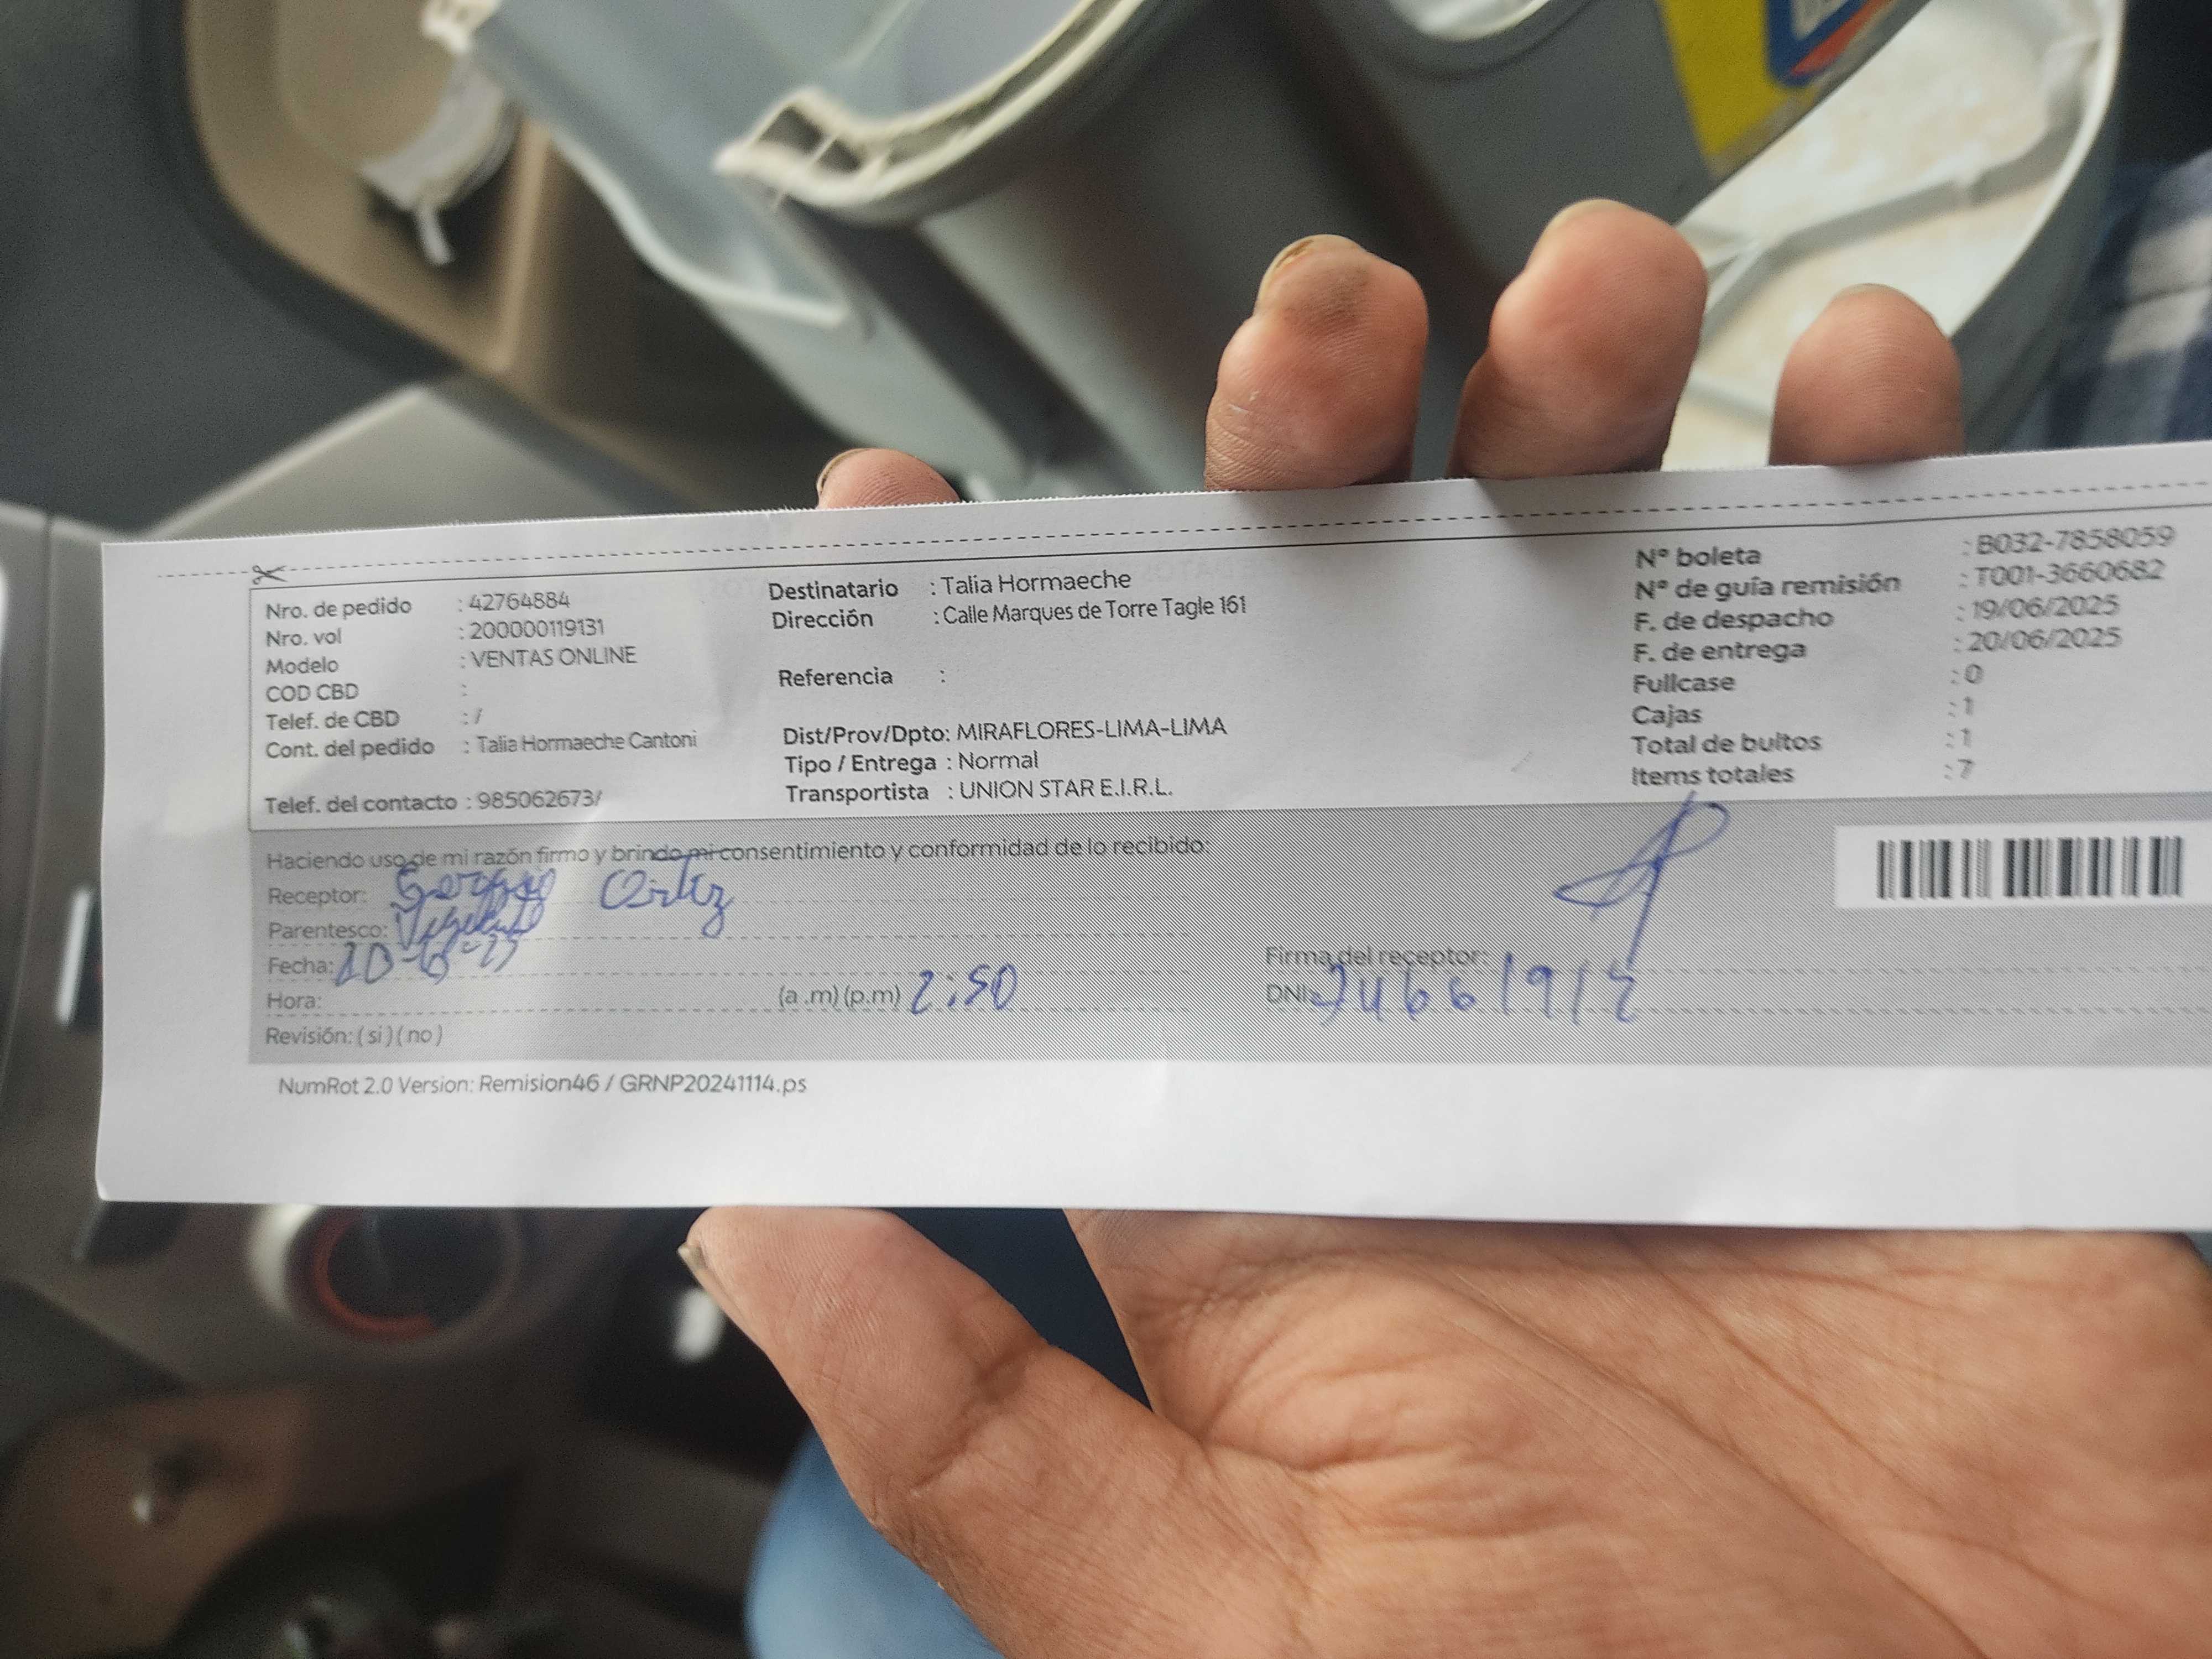 Nro. de pedido : 42764884
Nro. vol : 200000119131
Modelo : VENTAS ONLINE
COD CBD :
Telef. de CBD : /
Cont. del pedido : Talia Hormaeche Cantoni
Telef. del contacto : 985062673/
Destinatario : Talia Hormaeche
Dirección : Calle Marques de Torre Tagle 161
Referencia :
Dist/Prov/Dpto: MIRAFLORES-LIMA-LIMA
Tipo / Entrega : Normal
Transportista : UNION STAR E.I.R.L.
N° boleta : B032-7858059
N° de guía remisión : T001-3660682
F. de despacho : 19/06/2025
F. de entrega : 20/06/2025
Fullcase : 0
Cajas : 1
Total de bultos : 1
Items totales : 7
Haciendo uso de mi razón firmo y brindo mi consentimiento y conformidad de lo recibido:
Receptor: Sergio Ortiz
Parentesco:
Fecha:
Hora: (a .m) (p.m) 2:50
Revisión: ( si ) ( no )
Firma del receptor:
DNI:
NumRot 2.0 Version: Remision46 / GRNP20241114.ps